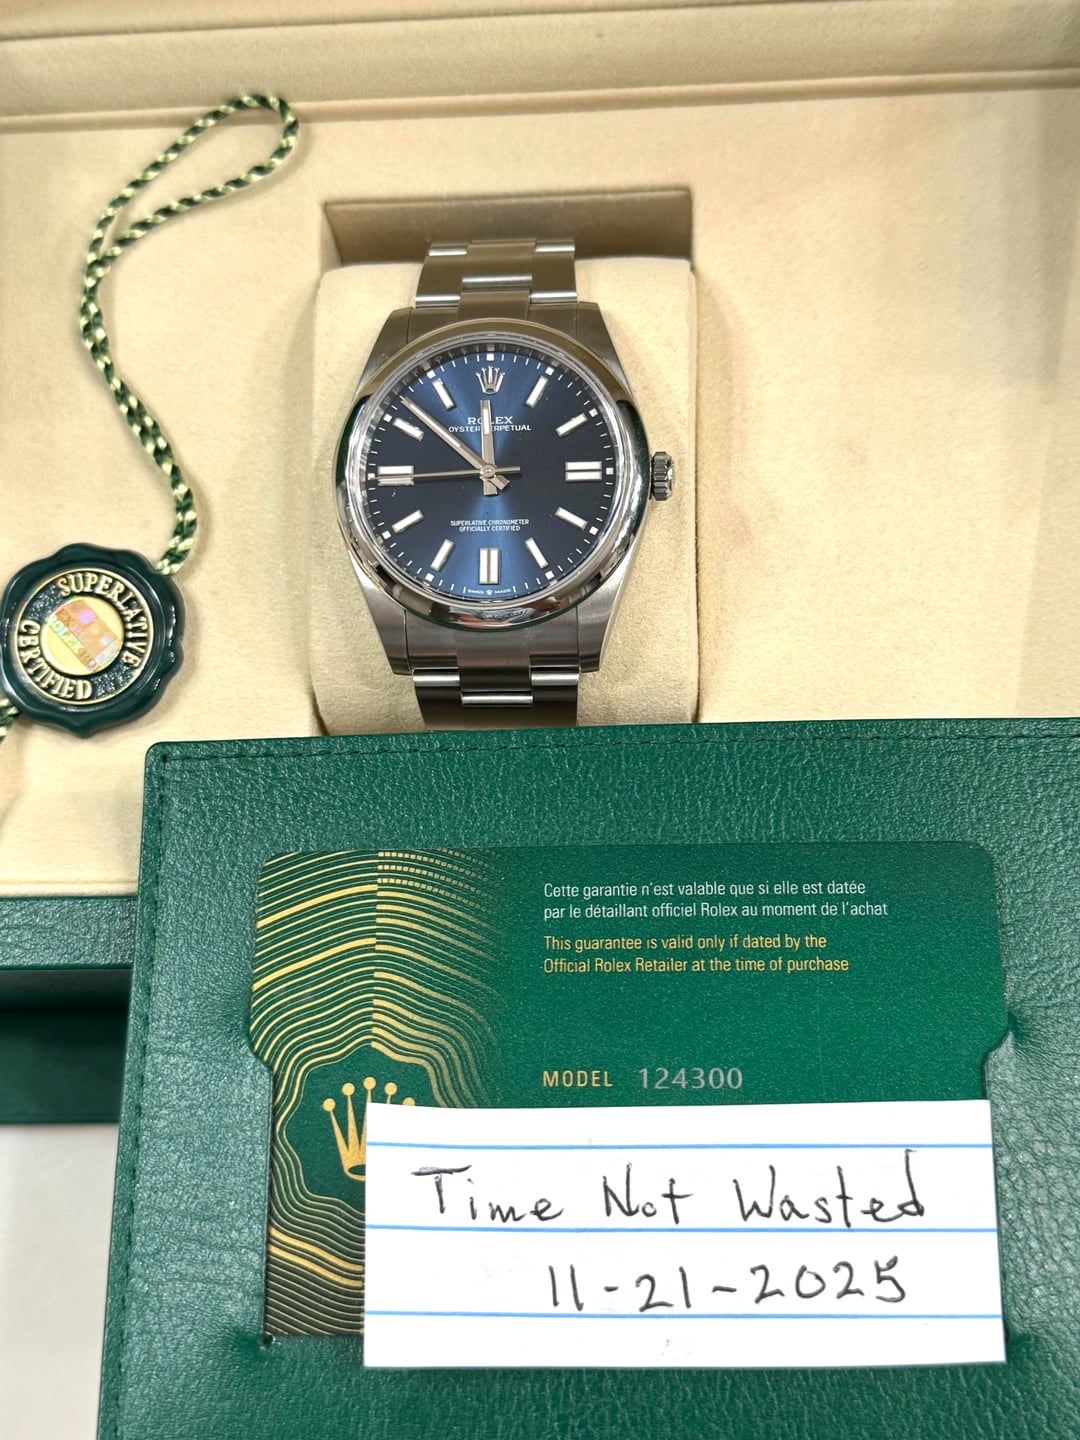 ROLEX
OYSTER PERPETUAL
SUPERLATIVE CHRONOMETER
OFFICIALLY CERTIFIED
SWISS MADE
SUPERLATIVE
CERTIFIED
Cette garantie n'est valable que si elle est datée
par le détaillant officiel Rolex au moment de l'achat
This guarantee is valid only if dated by the
Official Rolex Retailer at the time of purchase
MODEL 124300
Time Not Wasted
11-21-2025